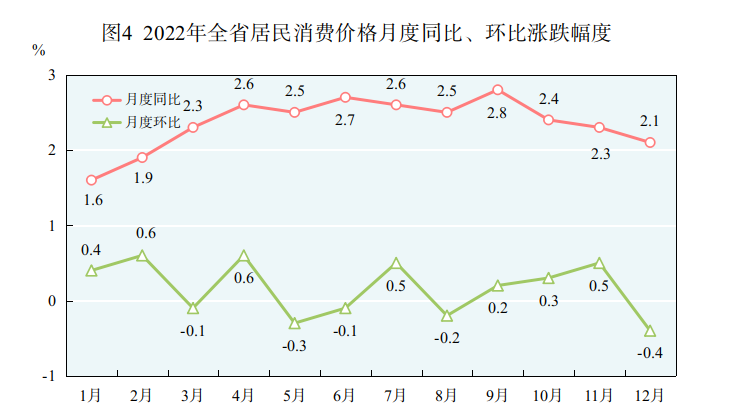 图4 2022年全省居民消费价格月度同比、环比涨跌幅度
%
3
2
1
0
-1
月度同比
月度环比
1.6 1.9 2.3 2.6 2.5 2.7 2.6 2.5 2.8 2.4 2.3 2.1
0.4 0.6 -0.1 0.6 -0.3 -0.1 0.5 -0.2 0.2 0.3 0.5 -0.4
1月 2月 3月 4月 5月 6月 7月 8月 9月 10月 11月 12月